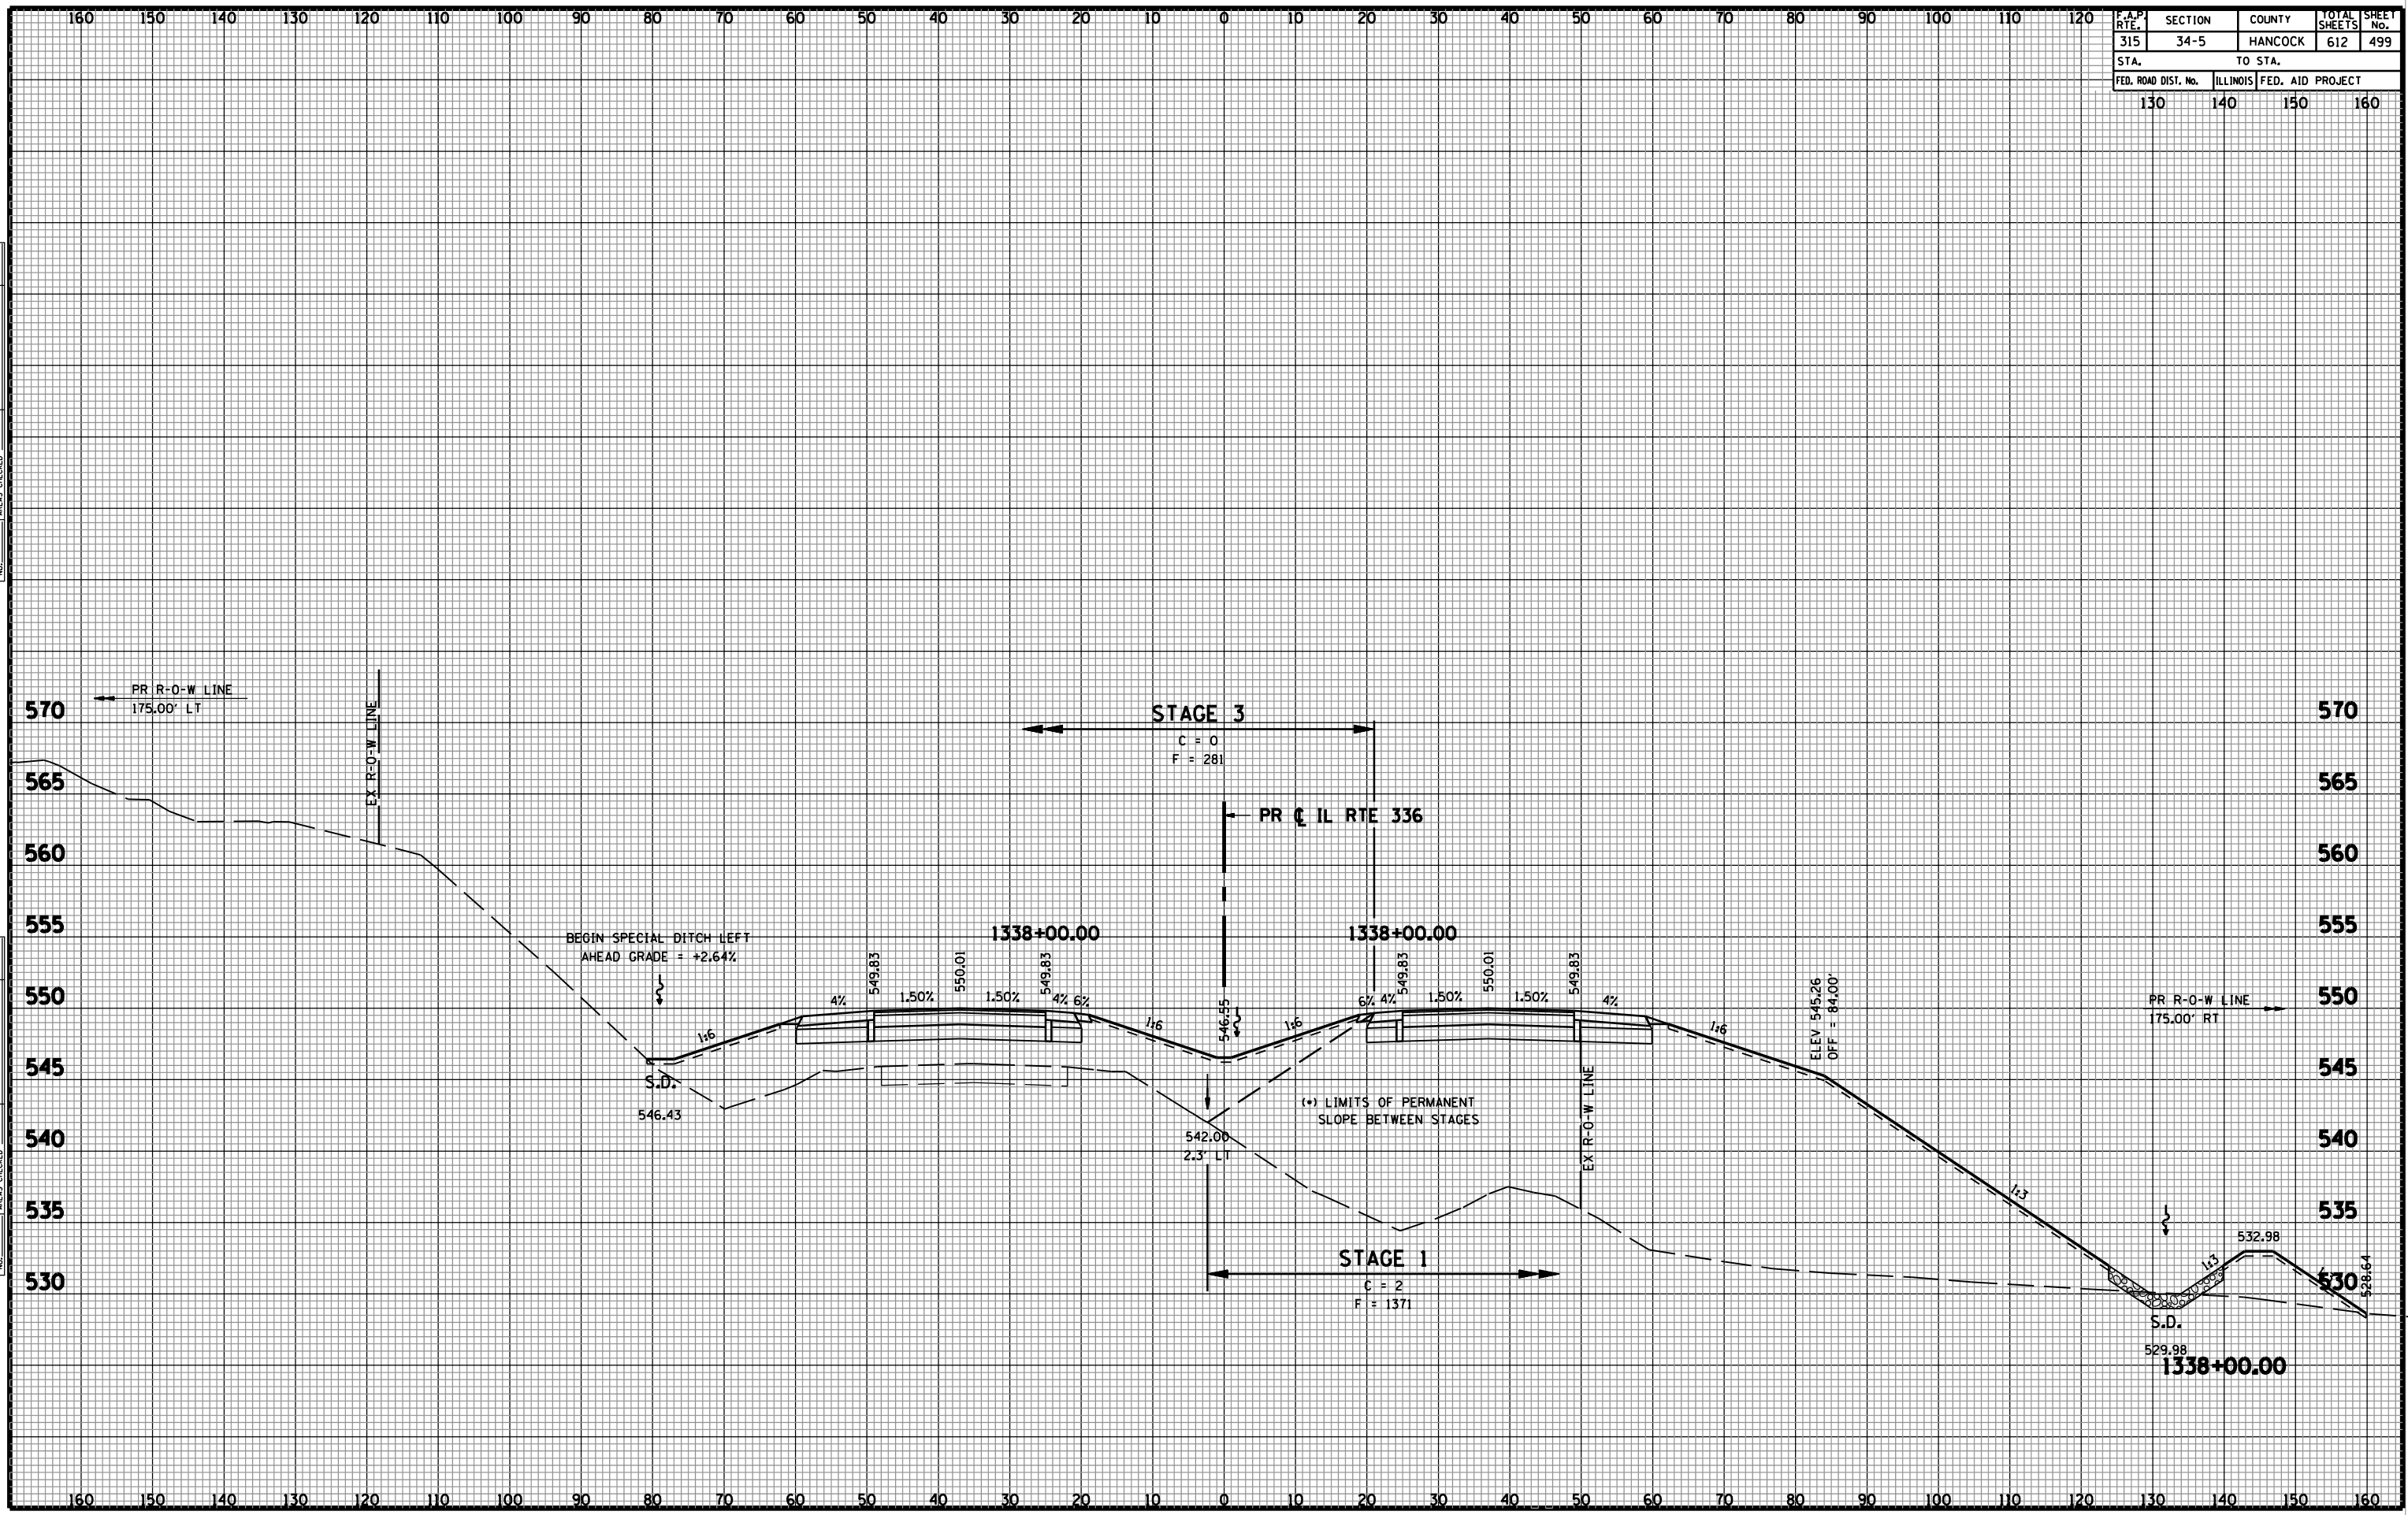 160 150 140 130 120 110 100 90 80 70 60 50 40 30 20 10 0 10 20 30 40 50 60 70 80 90 100 110 120
F.A.P. RTE. SECTION COUNTY TOTAL SHEETS SHEET No.
315 34-5 HANCOCK 612 499
STA. TO STA.
FED. ROAD DIST. No. ILLINOIS FED. AID PROJECT
130 140 150 160
PR R-O-W LINE
175.00' LT
EX R-O-W LINE
STAGE 3
C = 0
F = 281
570 570
565 565
PR ℄ IL RTE 336
560 560
555 555
BEGIN SPECIAL DITCH LEFT
AHEAD GRADE = +2.64%
1338+00.00 1338+00.00
549.83 550.01 549.83 549.83 550.01 549.83
550 550
4% 1.50% 1.50% 4% 6% 6% 4% 1.50% 1.50% 4%
PR R-O-W LINE
175.00' RT
546.55
ELEV 545.26
OFF = 84.00'
1:6 1:6 1:6 1:6
545 545
S.D.
546.43
(*) LIMITS OF PERMANENT
SLOPE BETWEEN STAGES
EX R-O-W LINE
540 540
542.00
2.3' LT
1:3
535 535
STAGE 1
C = 2
F = 1371
532.98
1:3
530 530
528.64
S.D.
529.98
1338+00.00
160 150 140 130 120 110 100 90 80 70 60 50 40 30 20 10 0 10 20 30 40 50 60 70 80 90 100 110 120 130 140 150 160